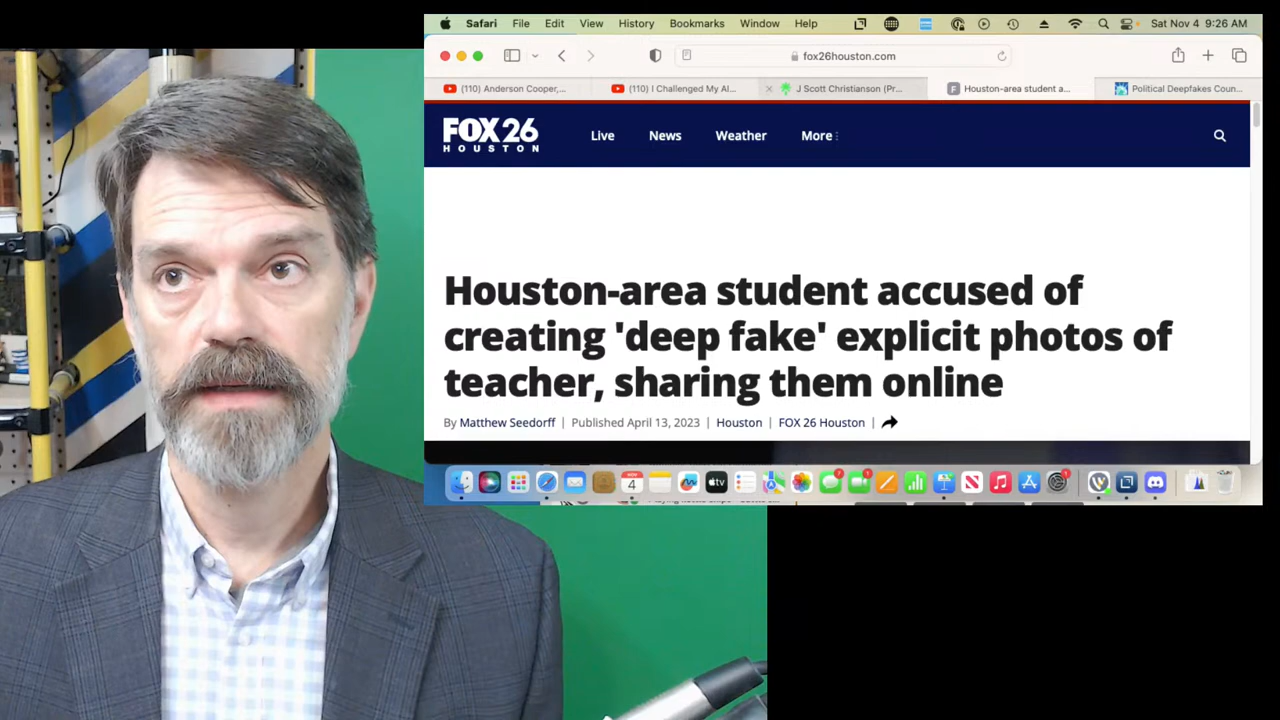 Safari File Edit View History Bookmarks Window Help Sat Nov 4 9:26 AM
fox26houston.com
(110) Anderson Cooper,... (110) I Challenged My AI... J Scott Christianson (Pr... Houston-area student a... Political Deepfakes Coun...
FOX 26
HOUSTON
Live News Weather More
Houston-area student accused of
creating 'deep fake' explicit photos of
teacher, sharing them online
By Matthew Seedorff | Published April 13, 2023 | Houston | FOX 26 Houston |
NOV
4
tv